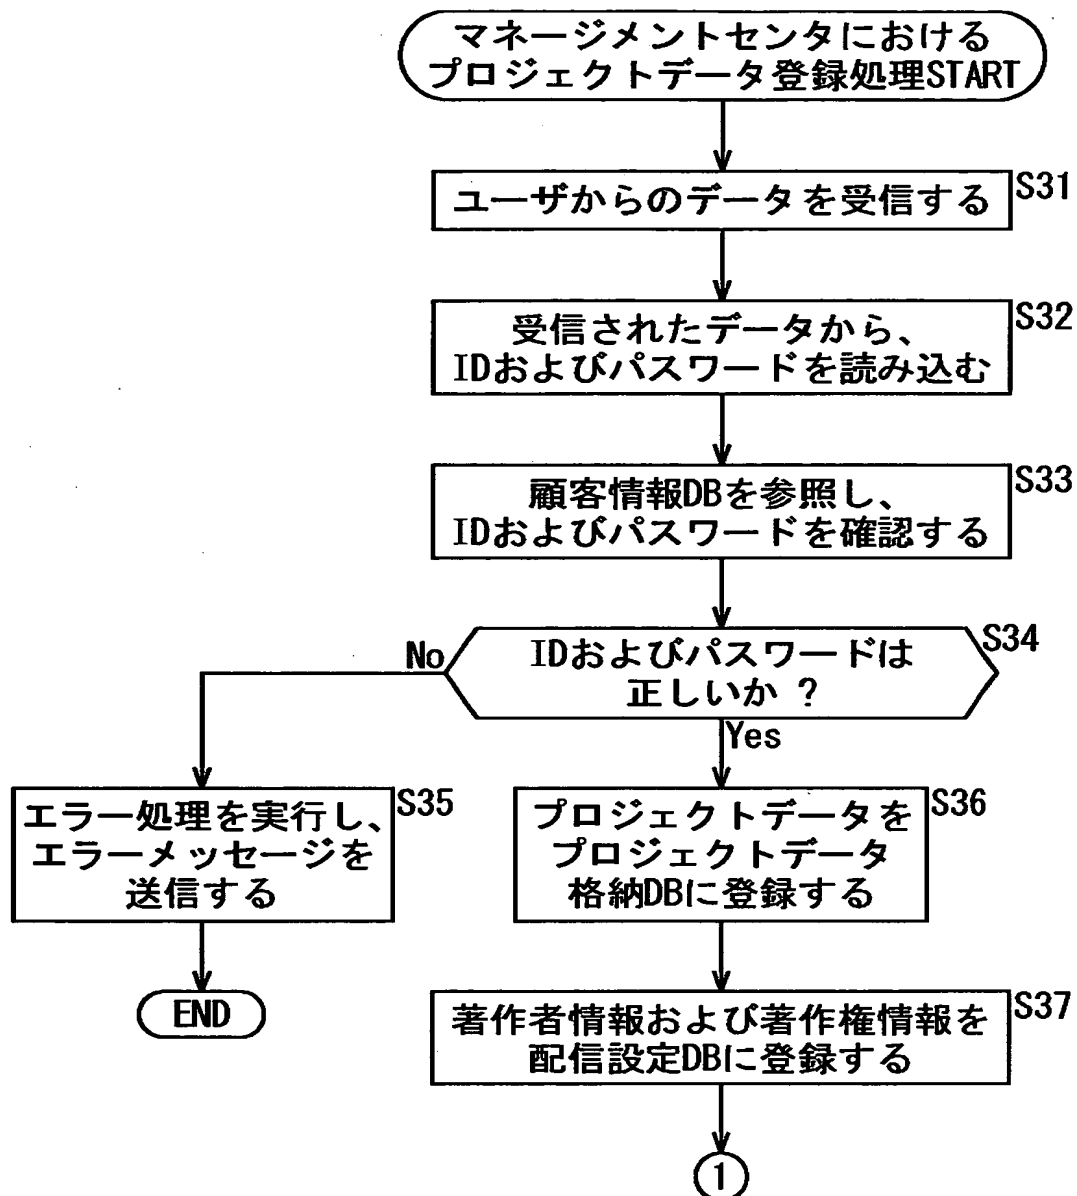 マネージメントセンタにおける
プロジェクトデータ登録処理START
ユーザからのデータを受信する
S31
受信されたデータから、
IDおよびパスワードを読み込む
S32
顧客情報DBを参照し、
IDおよびパスワードを確認する
S33
IDおよびパスワードは
正しいか ?
S34
No
Yes
エラー処理を実行し、
エラーメッセージを
送信する
S35
プロジェクトデータを
プロジェクトデータ
格納DBに登録する
S36
END
著作者情報および著作権情報を
配信設定DBに登録する
S37
1